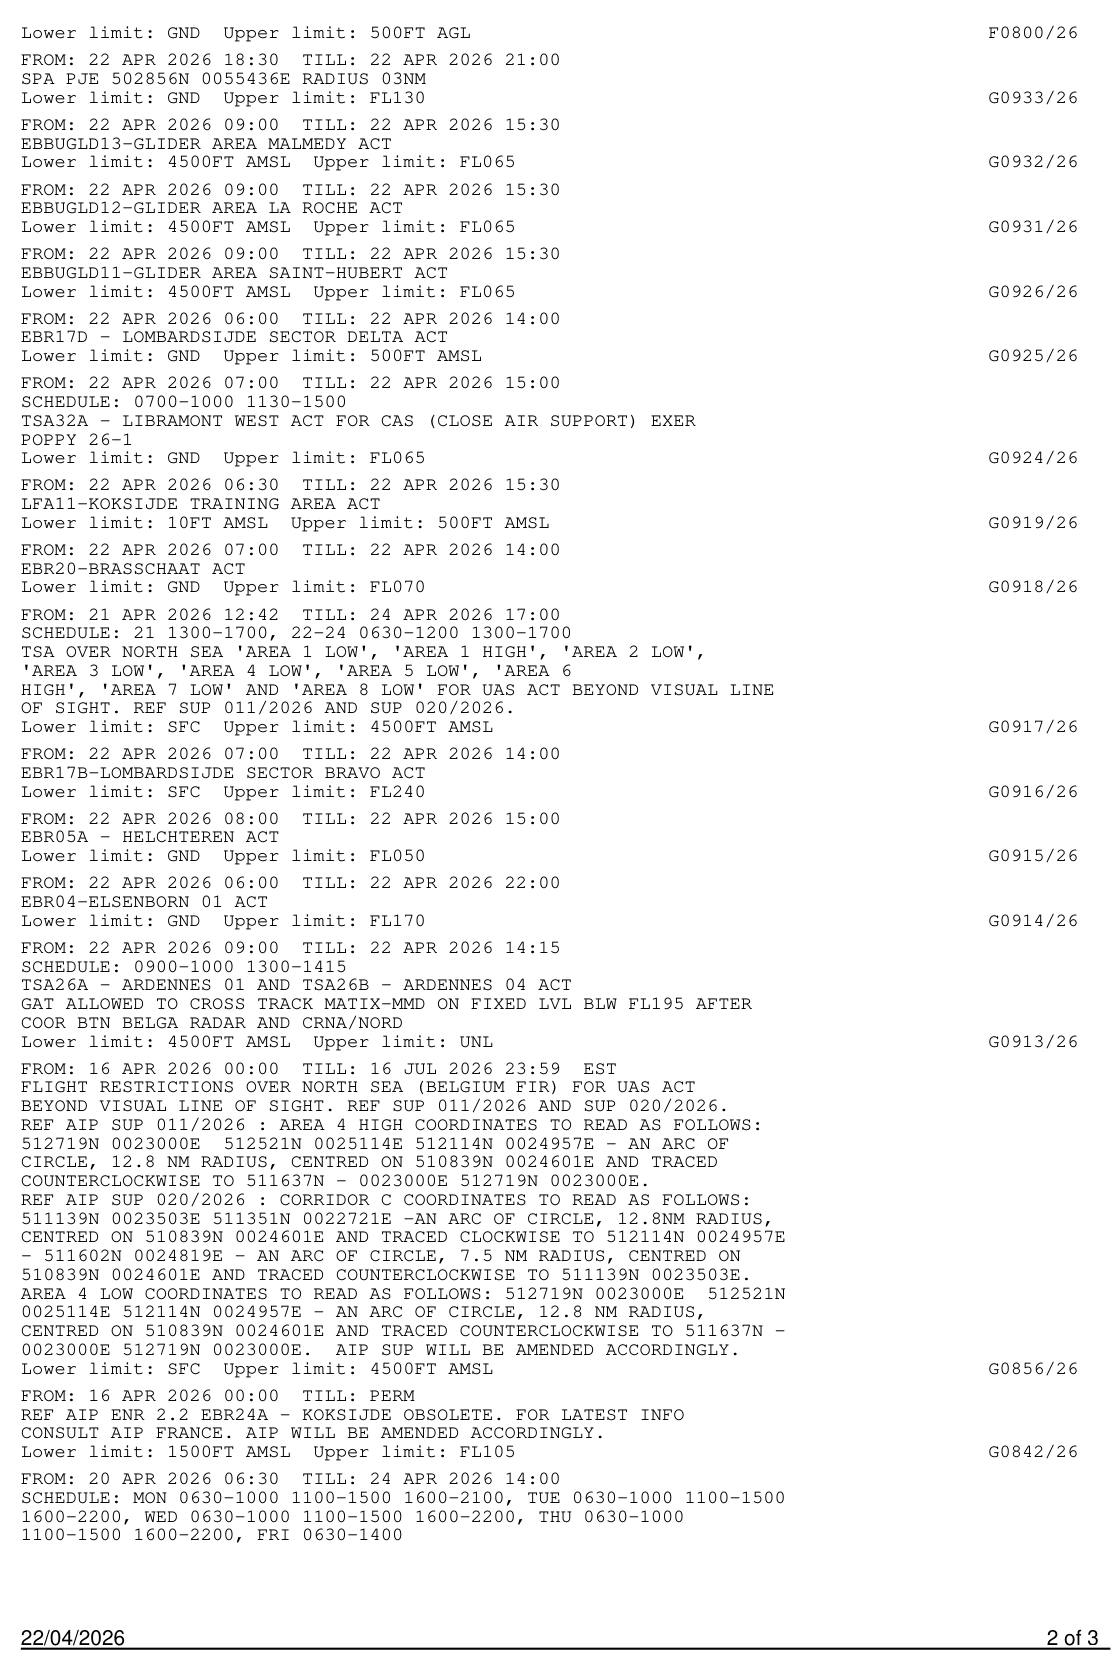 Lower limit: GND  Upper limit: 500FT AGL F0800/26
FROM: 22 APR 2026 18:30  TILL: 22 APR 2026 21:00
SPA PJE 502856N 0055436E RADIUS 03NM
Lower limit: GND  Upper limit: FL130 G0933/26
FROM: 22 APR 2026 09:00  TILL: 22 APR 2026 15:30
EBBUGLD13-GLIDER AREA MALMEDY ACT
Lower limit: 4500FT AMSL  Upper limit: FL065 G0932/26
FROM: 22 APR 2026 09:00  TILL: 22 APR 2026 15:30
EBBUGLD12-GLIDER AREA LA ROCHE ACT
Lower limit: 4500FT AMSL  Upper limit: FL065 G0931/26
FROM: 22 APR 2026 09:00  TILL: 22 APR 2026 15:30
EBBUGLD11-GLIDER AREA SAINT-HUBERT ACT
Lower limit: 4500FT AMSL  Upper limit: FL065 G0926/26
FROM: 22 APR 2026 06:00  TILL: 22 APR 2026 14:00
EBR17D - LOMBARDSIJDE SECTOR DELTA ACT
Lower limit: GND  Upper limit: 500FT AMSL G0925/26
FROM: 22 APR 2026 07:00  TILL: 22 APR 2026 15:00
SCHEDULE: 0700-1000 1130-1500
TSA32A - LIBRAMONT WEST ACT FOR CAS (CLOSE AIR SUPPORT) EXER
POPPY 26-1
Lower limit: GND  Upper limit: FL065 G0924/26
FROM: 22 APR 2026 06:30  TILL: 22 APR 2026 15:30
LFA11-KOKSIJDE TRAINING AREA ACT
Lower limit: 10FT AMSL  Upper limit: 500FT AMSL G0919/26
FROM: 22 APR 2026 07:00  TILL: 22 APR 2026 14:00
EBR20-BRASSCHAAT ACT
Lower limit: GND  Upper limit: FL070 G0918/26
FROM: 21 APR 2026 12:42  TILL: 24 APR 2026 17:00
SCHEDULE: 21 1300-1700, 22-24 0630-1200 1300-1700
TSA OVER NORTH SEA 'AREA 1 LOW', 'AREA 1 HIGH', 'AREA 2 LOW',
'AREA 3 LOW', 'AREA 4 LOW', 'AREA 5 LOW', 'AREA 6
HIGH', 'AREA 7 LOW' AND 'AREA 8 LOW' FOR UAS ACT BEYOND VISUAL LINE
OF SIGHT. REF SUP 011/2026 AND SUP 020/2026.
Lower limit: SFC  Upper limit: 4500FT AMSL G0917/26
FROM: 22 APR 2026 07:00  TILL: 22 APR 2026 14:00
EBR17B-LOMBARDSIJDE SECTOR BRAVO ACT
Lower limit: SFC  Upper limit: FL240 G0916/26
FROM: 22 APR 2026 08:00  TILL: 22 APR 2026 15:00
EBR05A - HELCHTEREN ACT
Lower limit: GND  Upper limit: FL050 G0915/26
FROM: 22 APR 2026 06:00  TILL: 22 APR 2026 22:00
EBR04-ELSENBORN 01 ACT
Lower limit: GND  Upper limit: FL170 G0914/26
FROM: 22 APR 2026 09:00  TILL: 22 APR 2026 14:15
SCHEDULE: 0900-1000 1300-1415
TSA26A - ARDENNES 01 AND TSA26B - ARDENNES 04 ACT
GAT ALLOWED TO CROSS TRACK MATIX-MMD ON FIXED LVL BLW FL195 AFTER
COOR BTN BELGA RADAR AND CRNA/NORD
Lower limit: 4500FT AMSL  Upper limit: UNL G0913/26
FROM: 16 APR 2026 00:00  TILL: 16 JUL 2026 23:59  EST
FLIGHT RESTRICTIONS OVER NORTH SEA (BELGIUM FIR) FOR UAS ACT
BEYOND VISUAL LINE OF SIGHT. REF SUP 011/2026 AND SUP 020/2026.
REF AIP SUP 011/2026 : AREA 4 HIGH COORDINATES TO READ AS FOLLOWS:
512719N 0023000E  512521N 0025114E 512114N 0024957E - AN ARC OF
CIRCLE, 12.8 NM RADIUS, CENTRED ON 510839N 0024601E AND TRACED
COUNTERCLOCKWISE TO 511637N - 0023000E 512719N 0023000E.
REF AIP SUP 020/2026 : CORRIDOR C COORDINATES TO READ AS FOLLOWS:
511139N 0023503E 511351N 0022721E -AN ARC OF CIRCLE, 12.8NM RADIUS,
CENTRED ON 510839N 0024601E AND TRACED CLOCKWISE TO 512114N 0024957E
- 511602N 0024819E - AN ARC OF CIRCLE, 7.5 NM RADIUS, CENTRED ON
510839N 0024601E AND TRACED COUNTERCLOCKWISE TO 511139N 0023503E.
AREA 4 LOW COORDINATES TO READ AS FOLLOWS: 512719N 0023000E  512521N
0025114E 512114N 0024957E - AN ARC OF CIRCLE, 12.8 NM RADIUS,
CENTRED ON 510839N 0024601E AND TRACED COUNTERCLOCKWISE TO 511637N -
0023000E 512719N 0023000E.  AIP SUP WILL BE AMENDED ACCORDINGLY.
Lower limit: SFC  Upper limit: 4500FT AMSL G0856/26
FROM: 16 APR 2026 00:00  TILL: PERM
REF AIP ENR 2.2 EBR24A - KOKSIJDE OBSOLETE. FOR LATEST INFO
CONSULT AIP FRANCE. AIP WILL BE AMENDED ACCORDINGLY.
Lower limit: 1500FT AMSL  Upper limit: FL105 G0842/26
FROM: 20 APR 2026 06:30  TILL: 24 APR 2026 14:00
SCHEDULE: MON 0630-1000 1100-1500 1600-2100, TUE 0630-1000 1100-1500
1600-2200, WED 0630-1000 1100-1500 1600-2200, THU 0630-1000
1100-1500 1600-2200, FRI 0630-1400
22/04/2026 2 of 3